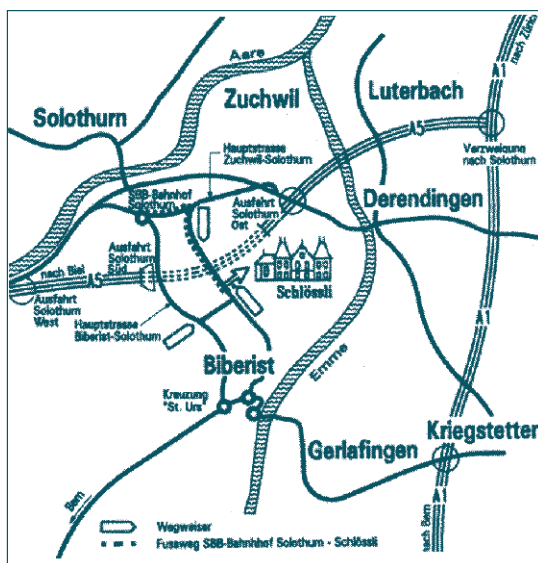 nach Zürich
A1
Aare
Zuchwil
Luterbach
Solothurn
A5
Hauptstrasse
Zuchwil-Solothurn
Verzweigung
nach Solothurn
SBB-Bahnhof
Solothurn
Ausfahrt
Solothurn
Ost
Derendingen
Ausfahrt
Solothurn
Süd
nach Biel
A5
Schlössli
Ausfahrt
Solothurn
West
Hauptstrasse
Biberist-Solothurn
A1
Biberist
Emme
Kreuzung
"St. Urs"
Kriegstetten
Gerlafingen
A1
nach Bern
Bern
Wegweiser
Fussweg SBB-Bahnhhof Solothurn - Schlössli